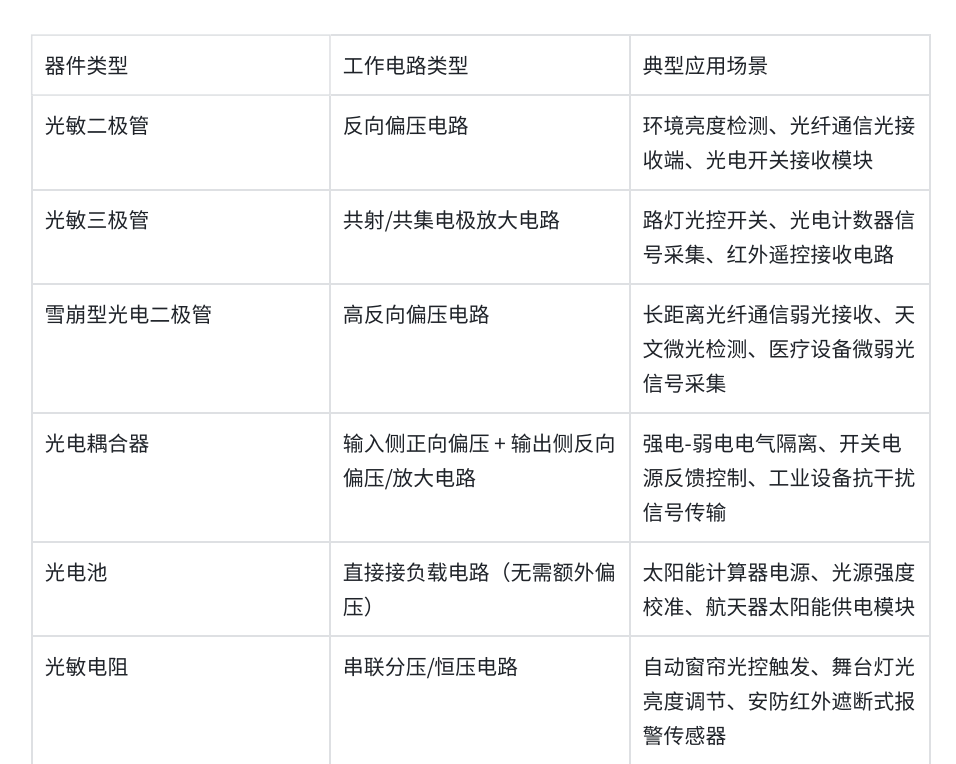 器件类型
工作电路类型
典型应用场景
光敏二极管
反向偏压电路
环境亮度检测、光纤通信光接
收端、光电开关接收模块
光敏三极管
共射/共集电极放大电路
路灯光控开关、光电计数器信
号采集、红外遥控接收电路
雪崩型光电二极管
高反向偏压电路
长距离光纤通信弱光接收、天
文微光检测、医疗设备微弱光
信号采集
光电耦合器
输入侧正向偏压 + 输出侧反向
偏压/放大电路
强电-弱电电气隔离、开关电
源反馈控制、工业设备抗干扰
信号传输
光电池
直接接负载电路（无需额外偏
压）
太阳能计算器电源、光源强度
校准、航天器太阳能供电模块
光敏电阻
串联分压/恒压电路
自动窗帘光控触发、舞台灯光
亮度调节、安防红外遮断式报
警传感器